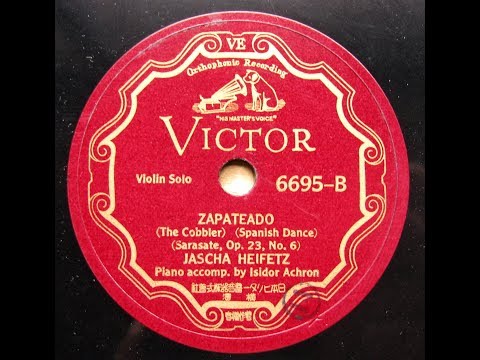 VE
Orthophonic Recording
"HIS MASTER'S VOICE"
VICTOR
Violin Solo
6695-B
ZAPATEADO
(The Cobbler) (Spanish Dance)
(Sarasate, Op. 23, No. 6)
JASCHA HEIFETZ
Piano accomp. by Isidor Achron